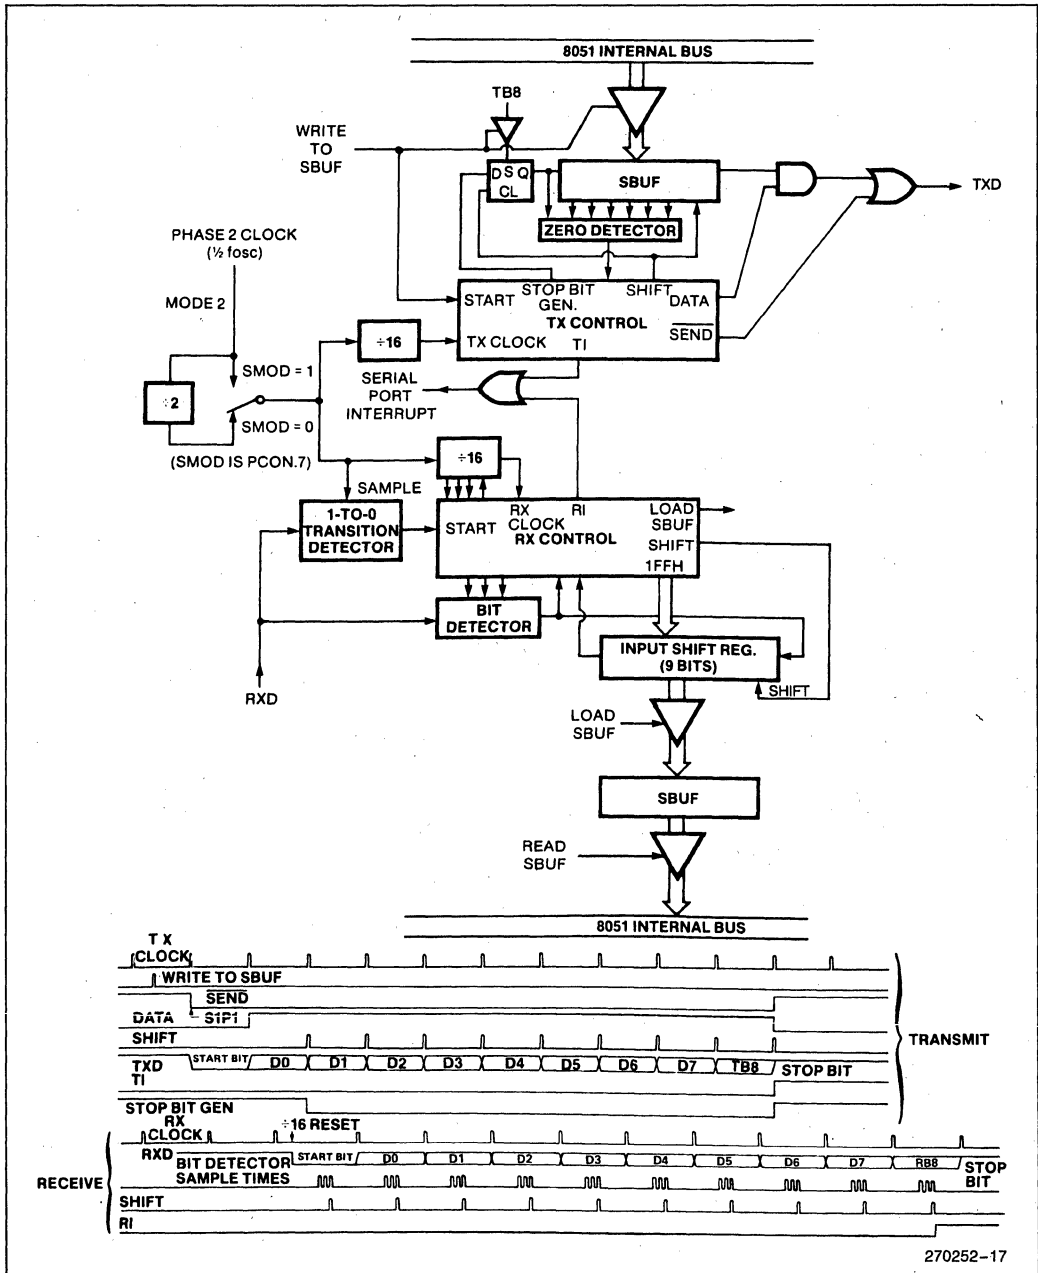 8051 INTERNAL BUS
TB8
WRITE
TO
SBUF
D S Q
CL
SBUF
TXD
ZERO DETECTOR
PHASE 2 CLOCK
(½ fosc)
MODE 2
START
STOP BIT
GEN.
SHIFT
DATA
TX CONTROL
SEND
TX CLOCK
TI
÷16
SMOD = 1
÷2
SMOD = 0
SERIAL
PORT
INTERRUPT
(SMOD IS PCON.7)
÷16
SAMPLE
1-TO-0
TRANSITION
DETECTOR
START
RX
CLOCK
RI
LOAD
SBUF
RX CONTROL
SHIFT
1FFH
BIT
DETECTOR
INPUT SHIFT REG.
(9 BITS)
SHIFT
RXD
LOAD
SBUF
SBUF
READ
SBUF
8051 INTERNAL BUS
TX
CLOCK
WRITE TO SBUF
SEND
DATA
S1P1
SHIFT
TRANSMIT
TXD
START BIT D0 D1 D2 D3 D4 D5 D6 D7 TB8 STOP BIT
TI
STOP BIT GEN
RX
CLOCK
÷16 RESET
RXD
START BIT D0 D1 D2 D3 D4 D5 D6 D7 RB8 STOP
BIT
BIT DETECTOR
SAMPLE TIMES
RECEIVE
SHIFT
RI
270252-17